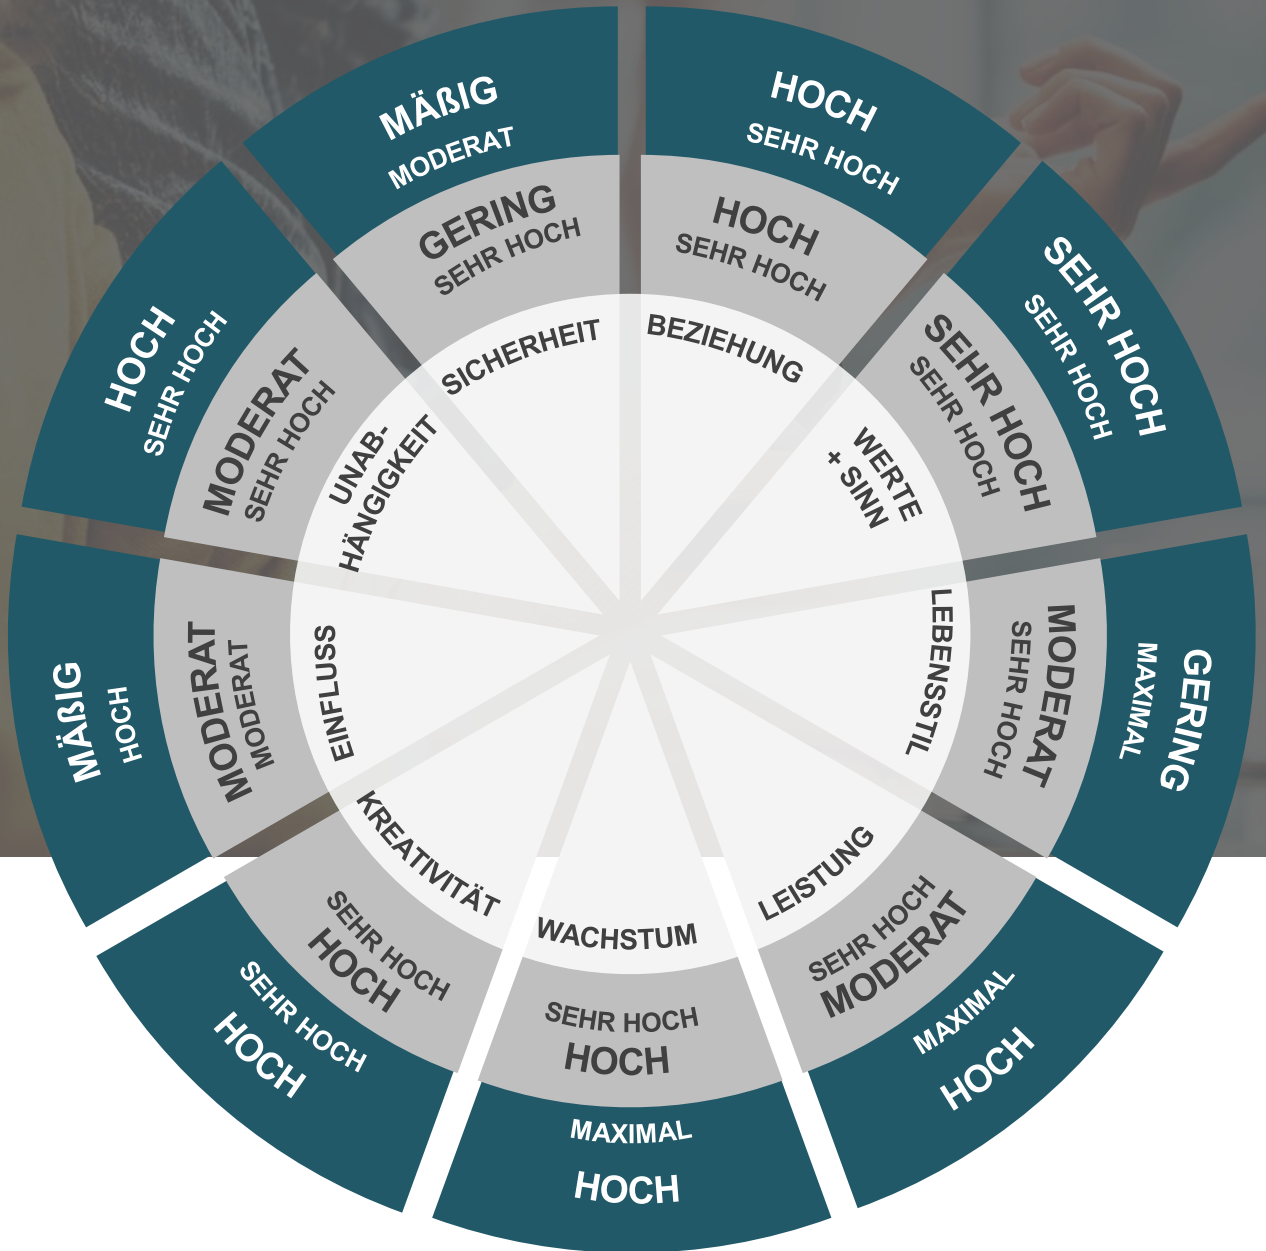 HOCH
SEHR HOCH
HOCH
SEHR HOCH
BEZIEHUNG
SEHR HOCH
SEHR HOCH
SEHR HOCH
SEHR HOCH
WERTE
+ SINN
GERING
MAXIMAL
MODERAT
SEHR HOCH
LEBENSSTIL
LEISTUNG
SEHR HOCH
MODERAT
MAXIMAL
HOCH
WACHSTUM
SEHR HOCH
HOCH
MAXIMAL
HOCH
KREATIVITÄT
SEHR HOCH
HOCH
SEHR HOCH
HOCH
MÄßIG
HOCH
MODERAT
MODERAT
EINFLUSS
HOCH
SEHR HOCH
MODERAT
SEHR HOCH
UNAB-
HÄNGIGKEIT
MÄßIG
MODERAT
GERING
SEHR HOCH
SICHERHEIT